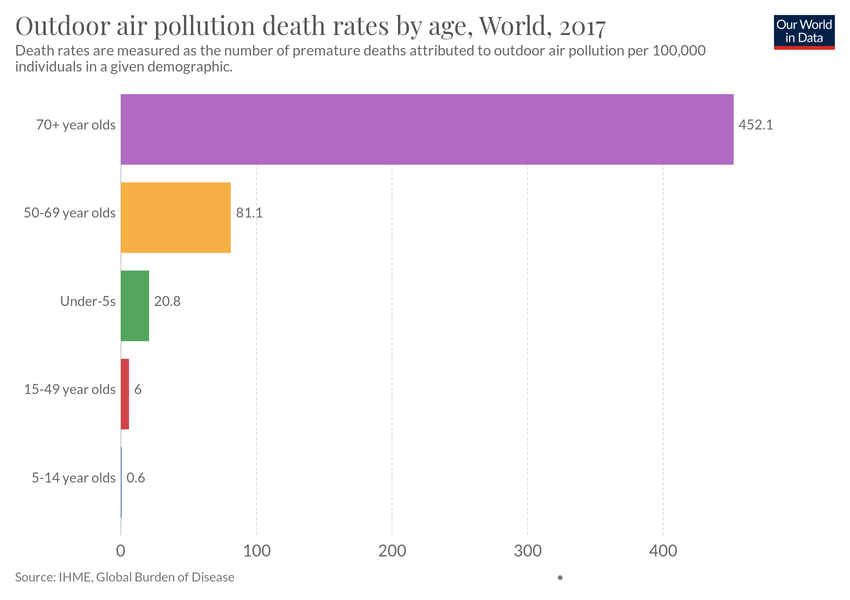 Outdoor air pollution death rates by age, World, 2017
Our World
in Data
Death rates are measured as the number of premature deaths attributed to outdoor air pollution per 100,000
individuals in a given demographic.
70+ year olds 452.1
50-69 year olds 81.1
Under-5s 20.8
15-49 year olds 6
5-14 year olds 0.6
0 100 200 300 400
Source: IHME, Global Burden of Disease •